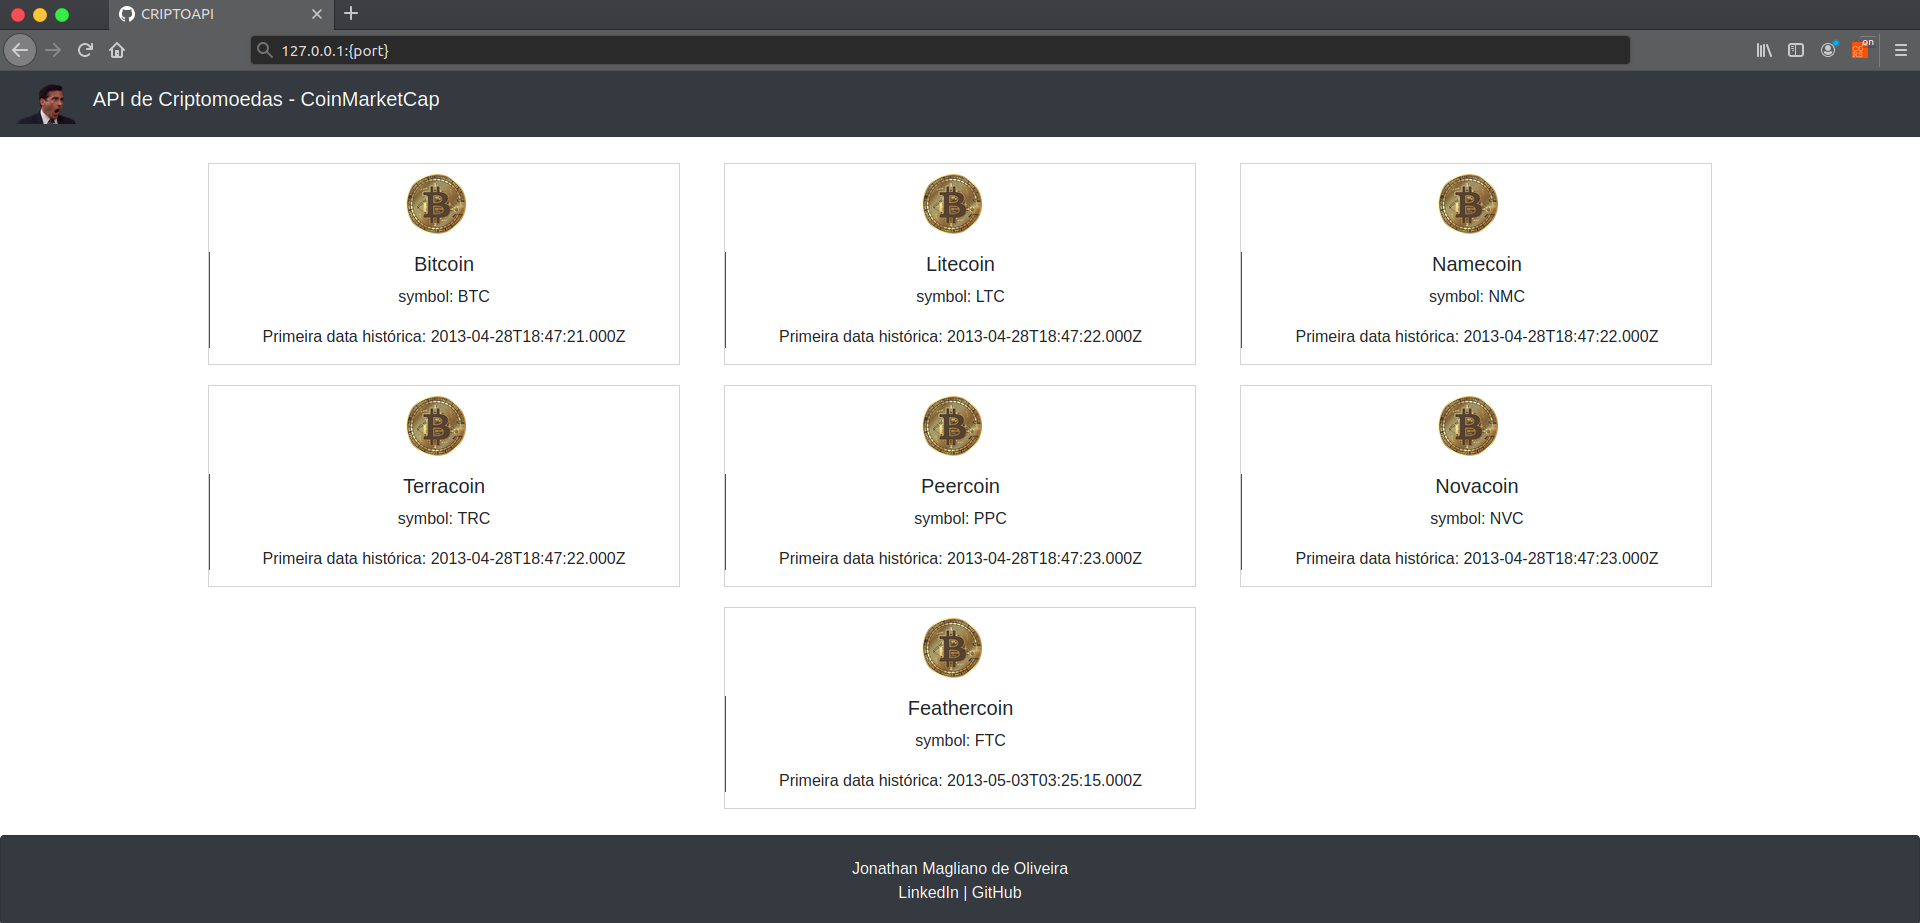 CRIPTOAPI
127.0.0.1:{port}
on
API de Criptomoedas - CoinMarketCap
Bitcoin
symbol: BTC
Primeira data histórica: 2013-04-28T18:47:21.000Z
Litecoin
symbol: LTC
Primeira data histórica: 2013-04-28T18:47:22.000Z
Namecoin
symbol: NMC
Primeira data histórica: 2013-04-28T18:47:22.000Z
Terracoin
symbol: TRC
Primeira data histórica: 2013-04-28T18:47:22.000Z
Peercoin
symbol: PPC
Primeira data histórica: 2013-04-28T18:47:23.000Z
Novacoin
symbol: NVC
Primeira data histórica: 2013-04-28T18:47:23.000Z
Feathercoin
symbol: FTC
Primeira data histórica: 2013-05-03T03:25:15.000Z
Jonathan Magliano de Oliveira
LinkedIn | GitHub